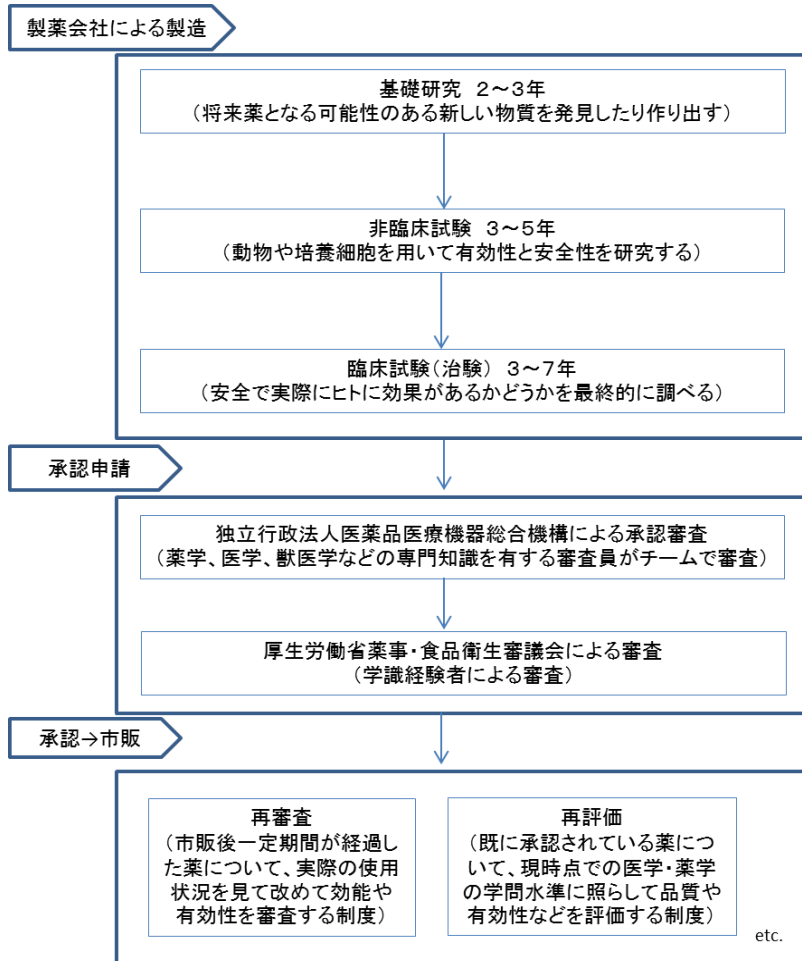 製薬会社による製造
基礎研究 2～3年
(将来薬となる可能性のある新しい物質を発見したり作り出す)
非臨床試験 3～5年
(動物や培養細胞を用いて有効性と安全性を研究する)
臨床試験(治験) 3～7年
(安全で実際にヒトに効果があるかどうかを最終的に調べる)
承認申請
独立行政法人医薬品医療機器総合機構による承認審査
(薬学、医学、獣医学などの専門知識を有する審査員がチームで審査)
厚生労働省薬事・食品衛生審議会による審査
(学識経験者による審査)
承認→市販
再審査
(市販後一定期間が経過し
た薬について、実際の使用
状況を見て改めて効能や
有効性を審査する制度)
再評価
(既に承認されている薬につ
いて、現時点での医学・薬学
の学問水準に照らして品質や
有効性などを評価する制度)
etc.